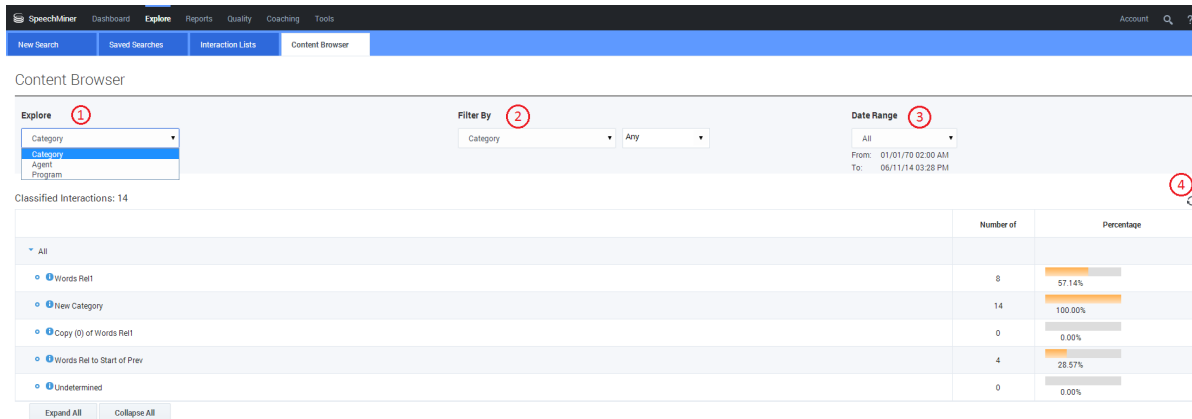 SpeechMiner Dashboard Explore Reports Quality Coaching Tools Account ?
New Search Saved Searches Interaction Lists Content Browser
Content Browser
Explore 1 Filter By 2 Date Range 3
Category Category Any All
Category
Agent
Program
From: 01/01/70 02:00 AM
To: 06/11/14 03:28 PM
4
Classified Interactions: 14
Number of Percentage
All
Words Rel1 8 57.14%
New Category 14 100.00%
Copy (0) of Words Rel1 0 0.00%
Words Rel to Start of Prev 4 28.57%
Undetermined 0 0.00%
Expand All Collapse All